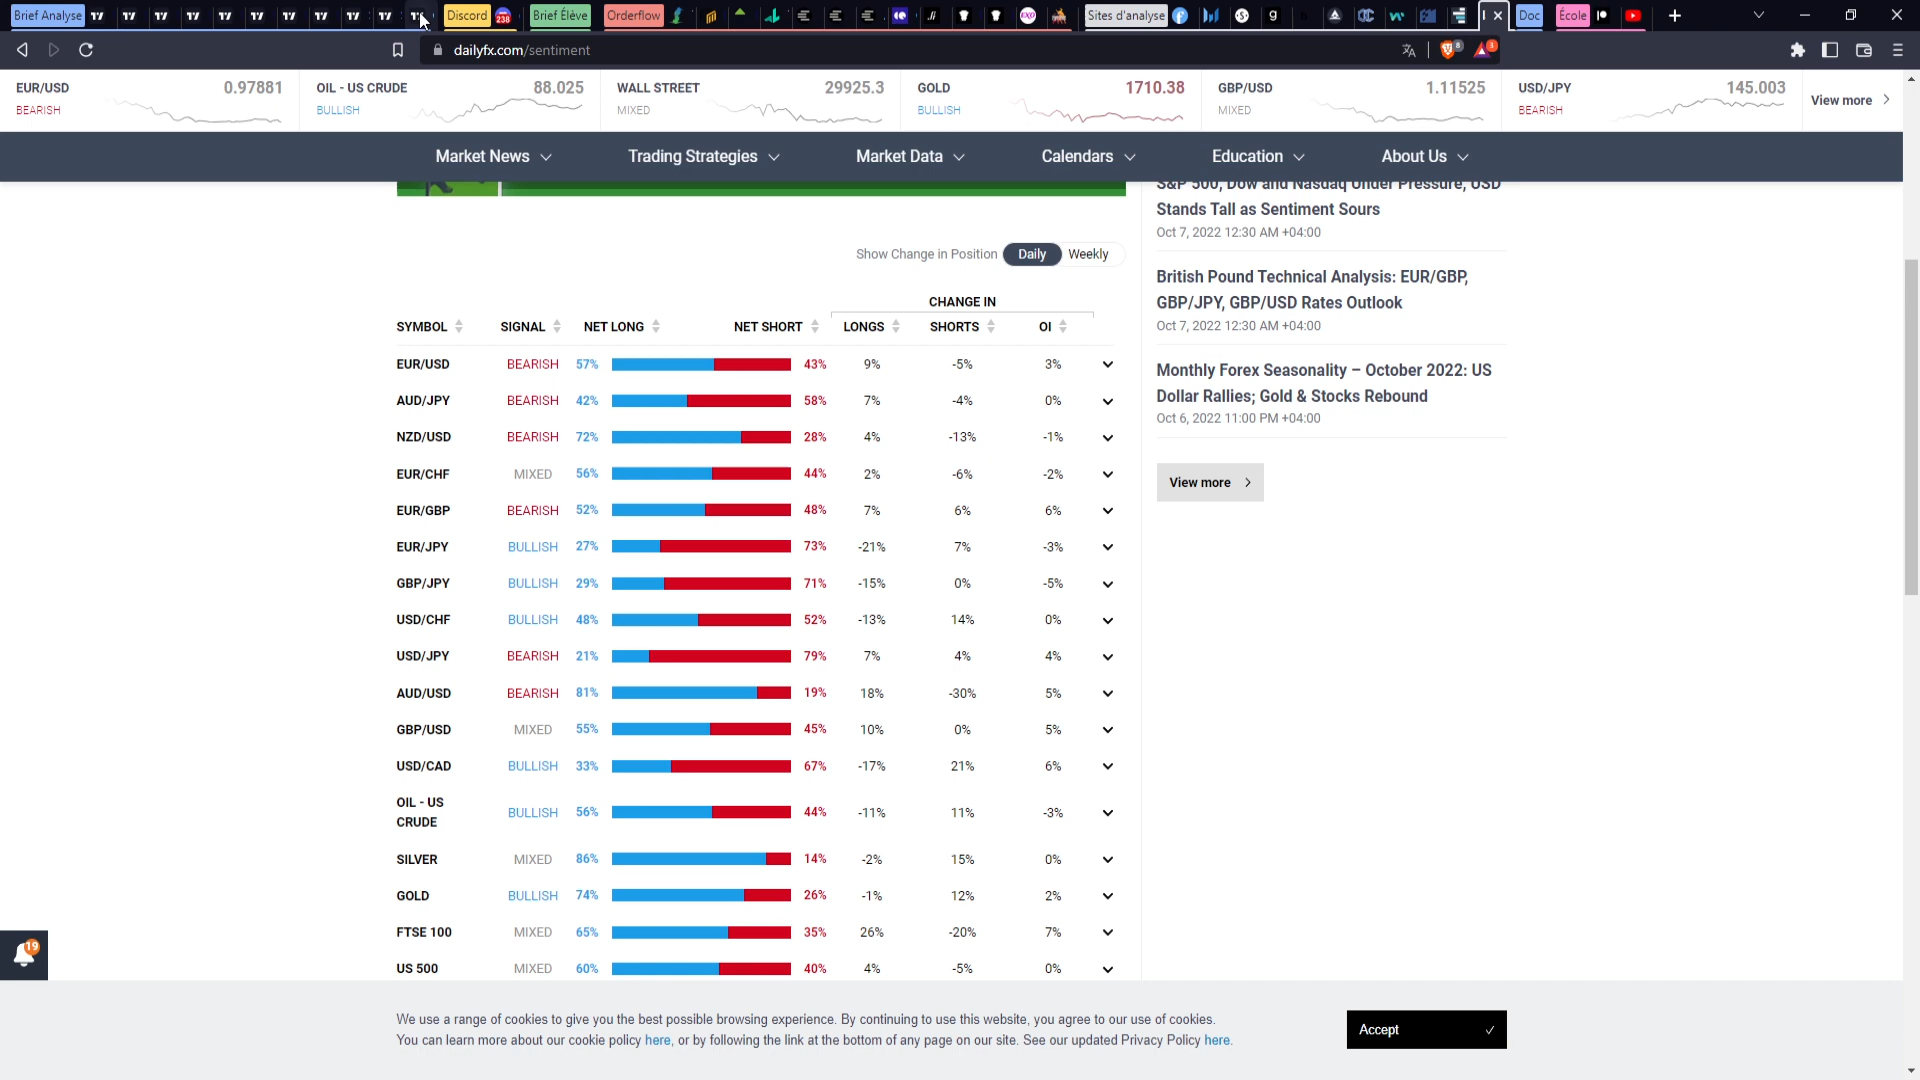 Brief Analyse
Discord
238
Brief Élève
Orderflow
Sites d'analyse
Doc
École
dailyfx.com/sentiment
8
1
EUR/USD 0.97881
BEARISH
OIL - US CRUDE 88.025
BULLISH
WALL STREET 29925.3
MIXED
GOLD 1710.38
BULLISH
GBP/USD 1.11525
MIXED
USD/JPY 145.003
BEARISH
View more
Market News
Trading Strategies
Market Data
Calendars
Education
About Us
S&P 500, Dow and Nasdaq Under Pressure, USD
Stands Tall as Sentiment Sours
Oct 7, 2022 12:30 AM +04:00
British Pound Technical Analysis: EUR/GBP,
GBP/JPY, GBP/USD Rates Outlook
Oct 7, 2022 12:30 AM +04:00
Monthly Forex Seasonality – October 2022: US
Dollar Rallies; Gold & Stocks Rebound
Oct 6, 2022 11:00 PM +04:00
View more
Show Change in Position Daily Weekly
CHANGE IN
SYMBOL SIGNAL NET LONG NET SHORT LONGS SHORTS OI
EUR/USD BEARISH 57% 43% 9% -5% 3%
AUD/JPY BEARISH 42% 58% 7% -4% 0%
NZD/USD BEARISH 72% 28% 4% -13% -1%
EUR/CHF MIXED 56% 44% 2% -6% -2%
EUR/GBP BEARISH 52% 48% 7% 6% 6%
EUR/JPY BULLISH 27% 73% -21% 7% -3%
GBP/JPY BULLISH 29% 71% -15% 0% -5%
USD/CHF BULLISH 48% 52% -13% 14% 0%
USD/JPY BEARISH 21% 79% 7% 4% 4%
AUD/USD BEARISH 81% 19% 18% -30% 5%
GBP/USD MIXED 55% 45% 10% 0% 5%
USD/CAD BULLISH 33% 67% -17% 21% 6%
OIL - US
CRUDE BULLISH 56% 44% -11% 11% -3%
SILVER MIXED 86% 14% -2% 15% 0%
GOLD BULLISH 74% 26% -1% 12% 2%
FTSE 100 MIXED 65% 35% 26% -20% 7%
US 500 MIXED 60% 40% 4% -5% 0%
19
We use a range of cookies to give you the best possible browsing experience. By continuing to use this website, you agree to our use of cookies.
You can learn more about our cookie policy here, or by following the link at the bottom of any page on our site. See our updated Privacy Policy here.
Accept